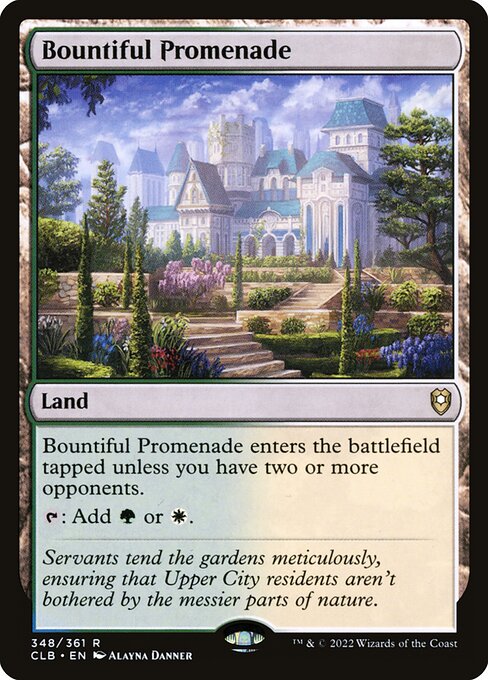 Bountiful Promenade
Land
Bountiful Promenade enters the battlefield
tapped unless you have two or more
opponents.
: Add or .
Servants tend the gardens meticulously,
ensuring that Upper City residents aren't
bothered by the messier parts of nature.
348/361 R
CLB • EN Alayna Danner
™ & © 2022 Wizards of the Coast